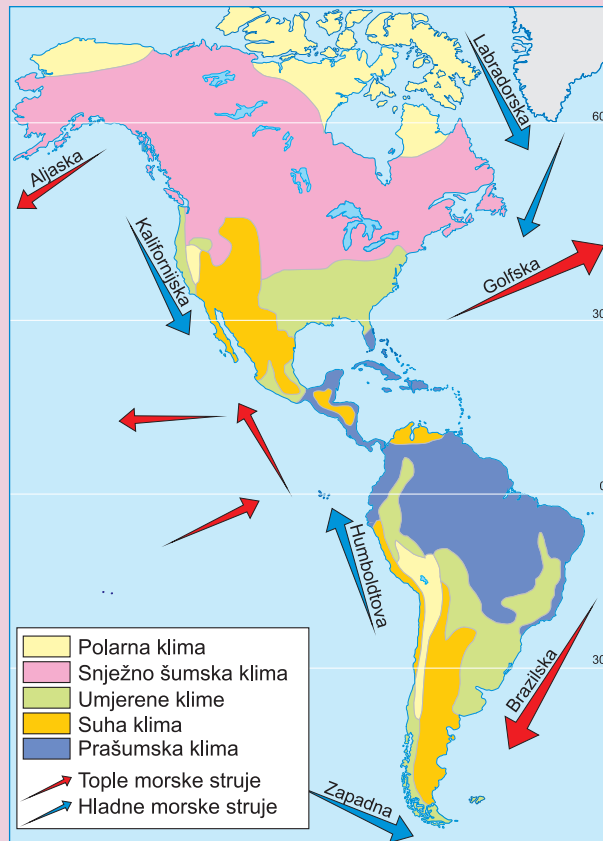 Labradorska
60
Aljaska
Kalifornijska
Golfska
30
0
Humboldtova
Brazilska
30
Zapadna
Polarna klima
Snježno šumska klima
Umjerene klime
Suha klima
Prašumska klima
Tople morske struje
Hladne morske struje